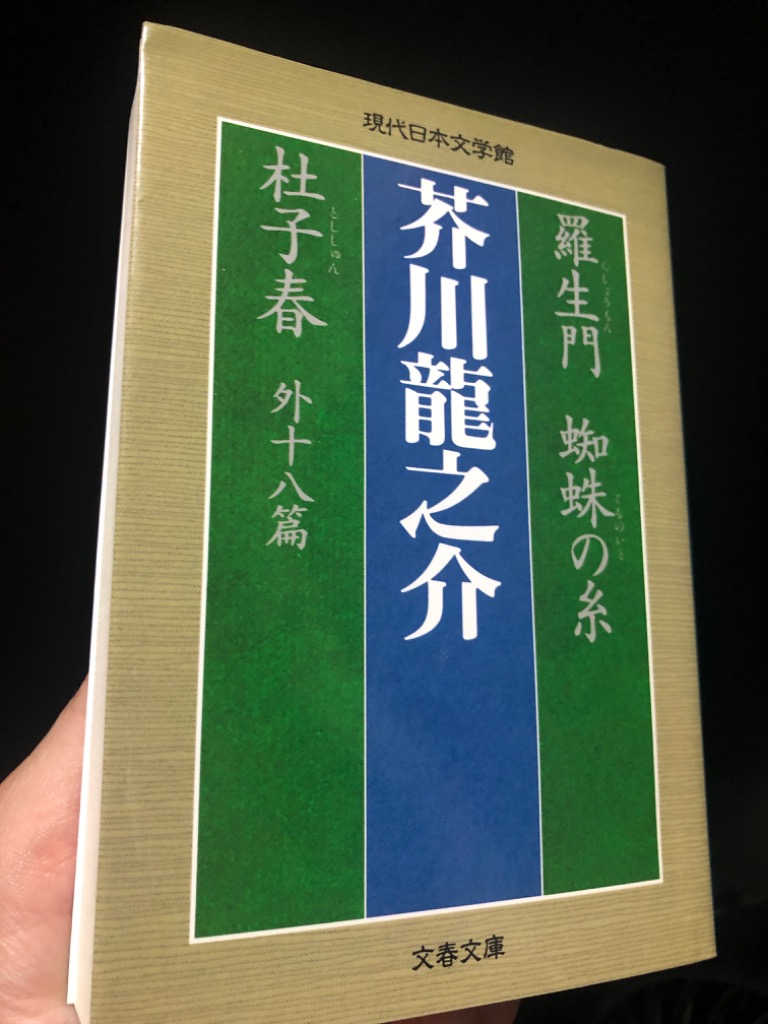 現代日本文学館
羅生門 蜘蛛の糸
らしょうもん くものいと
芥川龍之介
杜子春 外十八篇
とししゅん
文春文庫